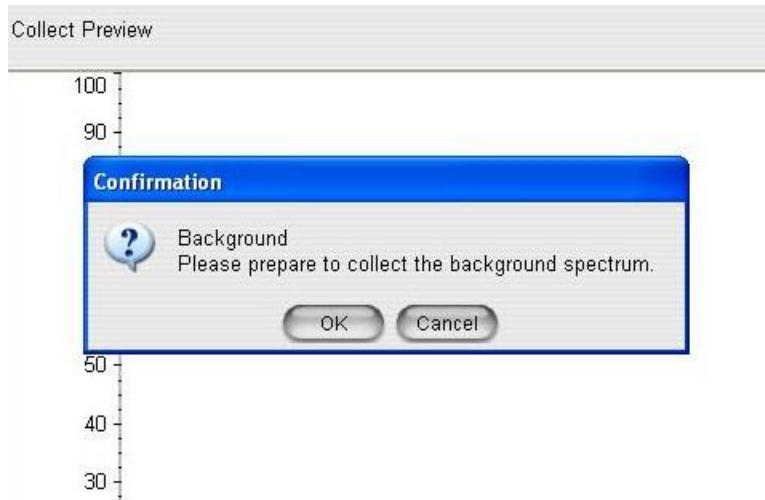 Collect Preview
100
90
Confirmation
?
Background
Please prepare to collect the background spectrum.
OK Cancel
50
40
30